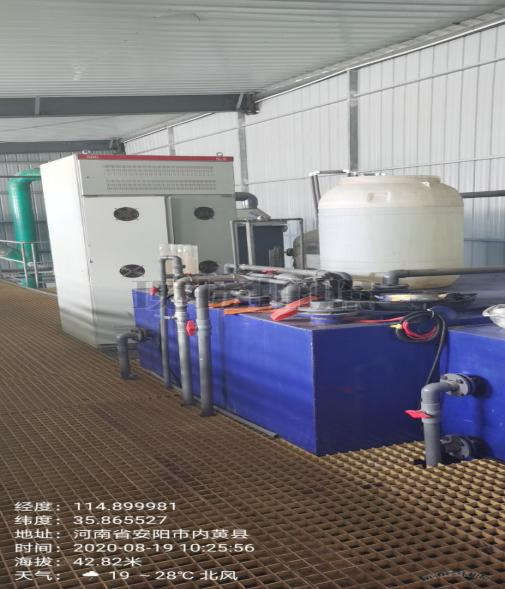 经度: 114.899981
纬度: 35.865527
地址: 河南省安阳市内黄县
时间: 2020-08-19 10:25:56
海拔: 42.82米
天气: 19 ~ 28℃ 北风